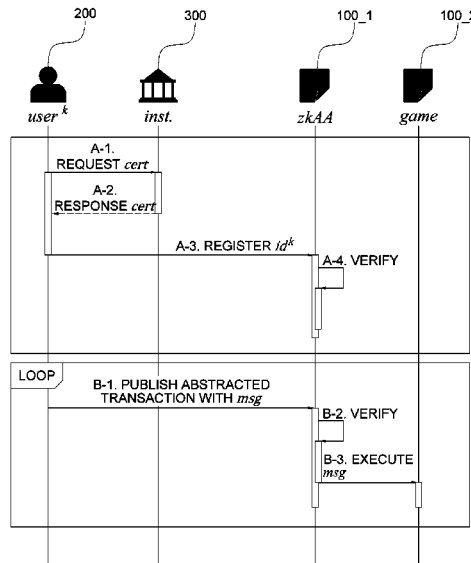 200
300
100_1
100_2
user k
inst.
zkAA
game
A-1.
REQUEST cert
A-2.
RESPONSE cert
A-3. REGISTER id k
A-4. VERIFY
LOOP
B-1. PUBLISH ABSTRACTED
TRANSACTION WITH msg
B-2. VERIFY
B-3. EXECUTE
msg